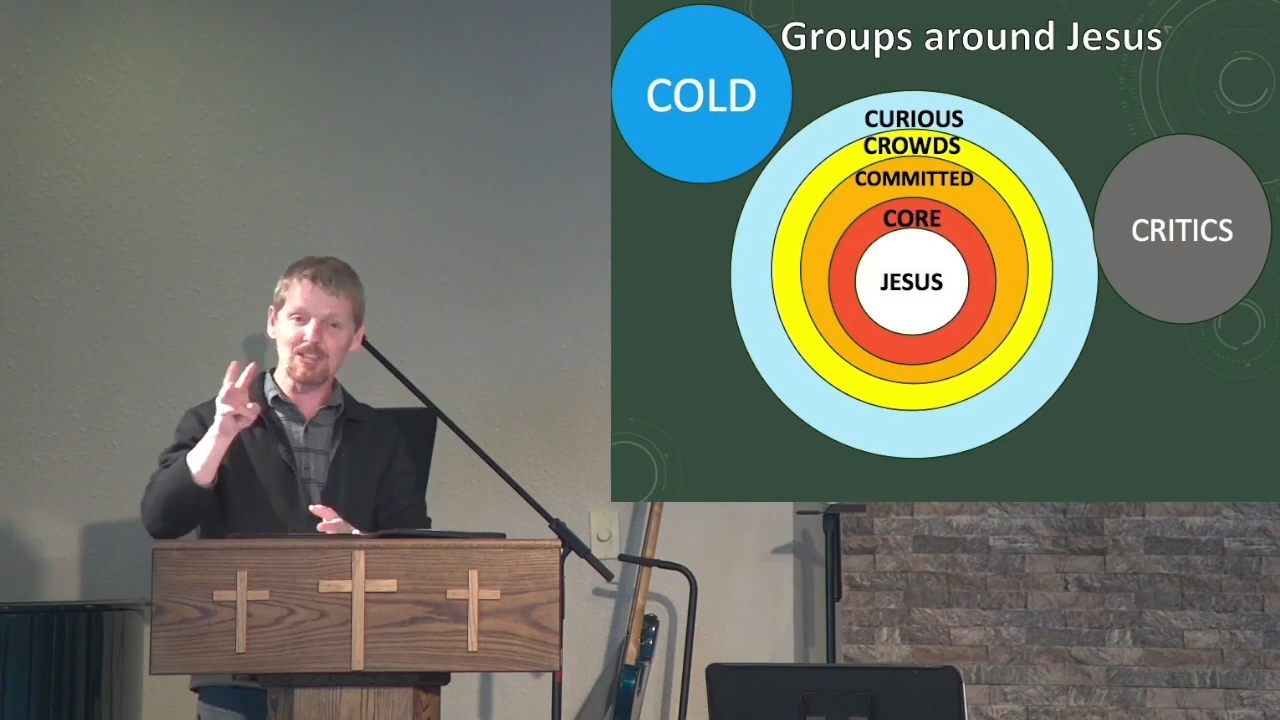 Groups around Jesus
COLD
CURIOUS
CROWDS
COMMITTED
CORE
JESUS
CRITICS